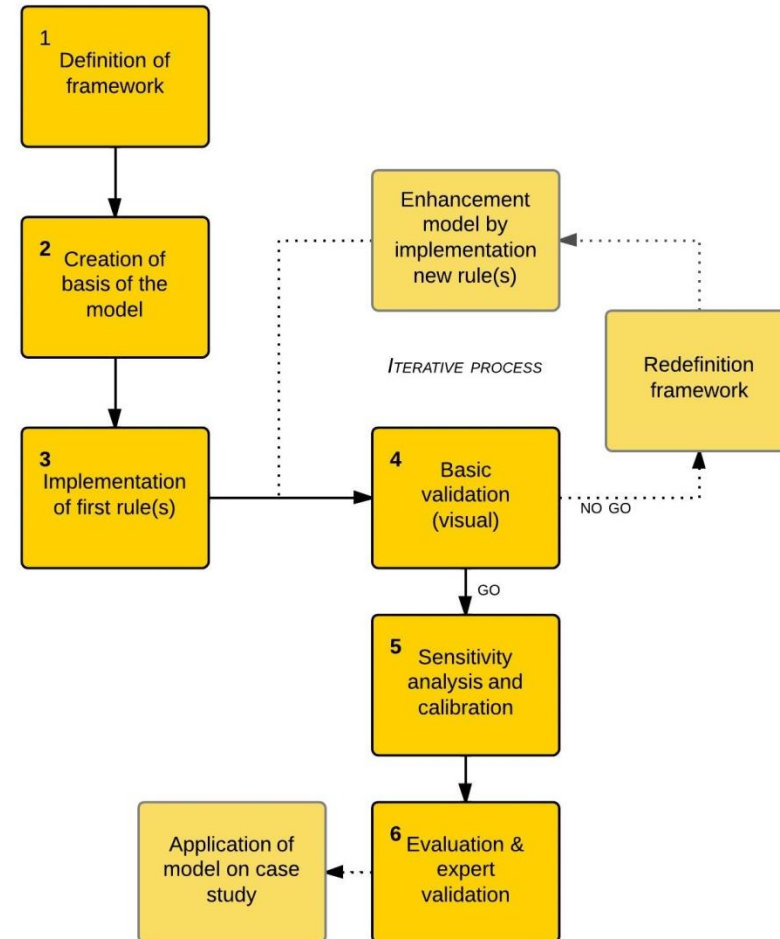 1
Definition of
framework
2
Creation of
basis of the
model
3
Implementation
of first rule(s)
Enhancement
model by
implementation
new rule(s)
Redefinition
framework
ITERATIVE PROCESS
4
Basic
validation
(visual)
NO GO
GO
5
Sensitivity
analysis and
calibration
6
Evaluation &
expert
validation
Application of
model on case
study